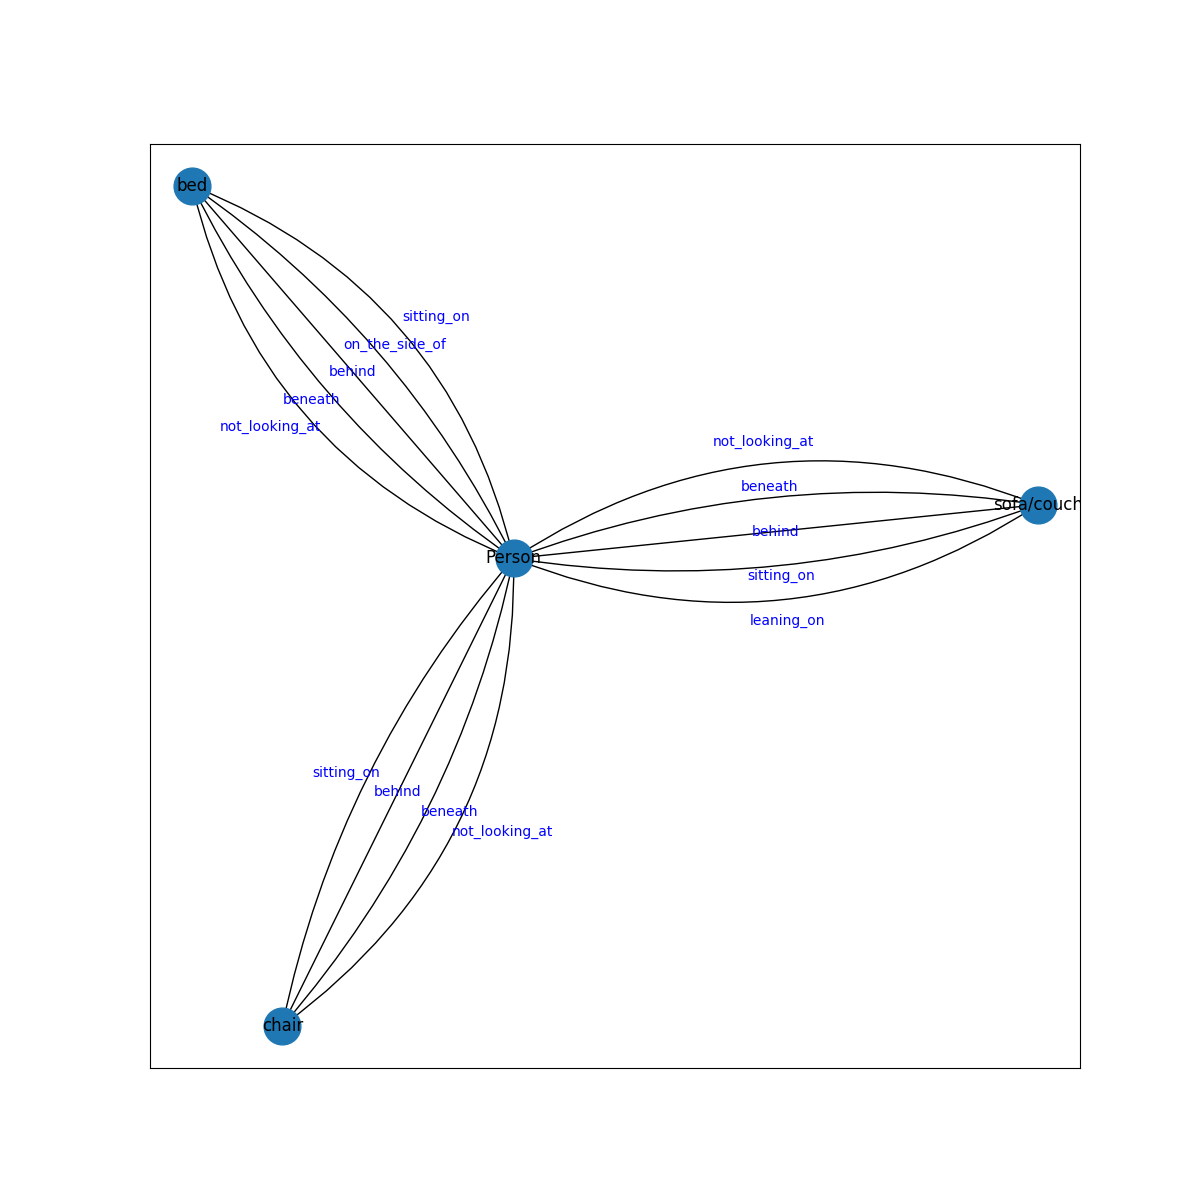 bed
sitting_on
on_the_side_of
behind
beneath
not_looking_at
not_looking_at
beneath
sofa/couch
behind
Person
sitting_on
leaning_on
sitting_on
behind
beneath
not_looking_at
chair